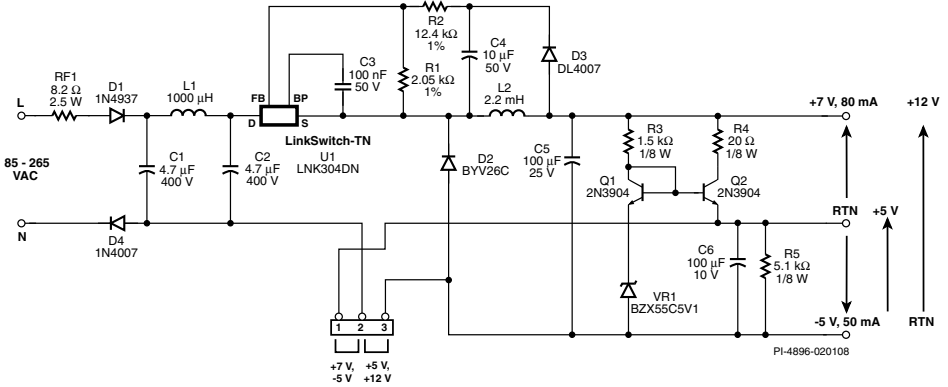 R2
12.4 kΩ
1%
C4
10 µF
50 V
D3
DL4007
C3
100 nF
50 V
R1
2.05 kΩ
1%
RF1
8.2 Ω
2.5 W
D1
1N4937
L1
1000 µH
FB
BP
D
S
L2
2.2 mH
L
+7 V, 80 mA
+12 V
LinkSwitch-TN
U1
LNK304DN
85 - 265
VAC
C1
4.7 µF
400 V
C2
4.7 µF
400 V
D2
BYV26C
C5
100 µF
25 V
R3
1.5 kΩ
1/8 W
R4
20 Ω
1/8 W
Q1
2N3904
Q2
2N3904
RTN
+5 V
N
D4
1N4007
C6
100 µF
10 V
R5
5.1 kΩ
1/8 W
VR1
BZX55C5V1
1
2
3
-5 V, 50 mA
RTN
PI-4896-020108
+7 V,
-5 V
+5 V,
+12 V